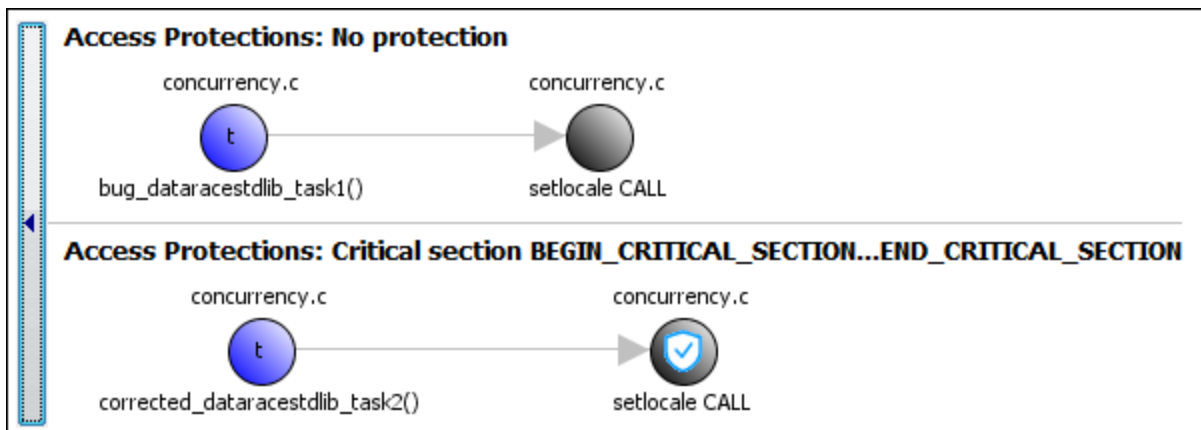 Access Protections: No protection
concurrency.c concurrency.c
t
bug_dataracestdlib_task1() setlocale CALL
Access Protections: Critical section BEGIN_CRITICAL_SECTION...END_CRITICAL_SECTION
concurrency.c concurrency.c
t
corrected_dataracestdlib_task2() setlocale CALL